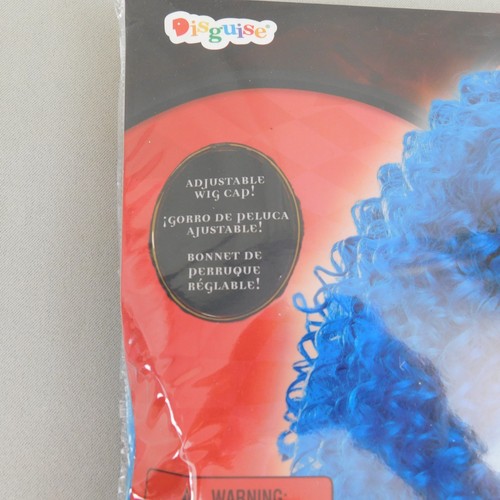 Disguise
ADJUSTABLE
WIG CAP!
¡GORRO DE PELUCA
AJUSTABLE!
BONNET DE
PERRUQUE
RÉGLABLE!
WARNING: